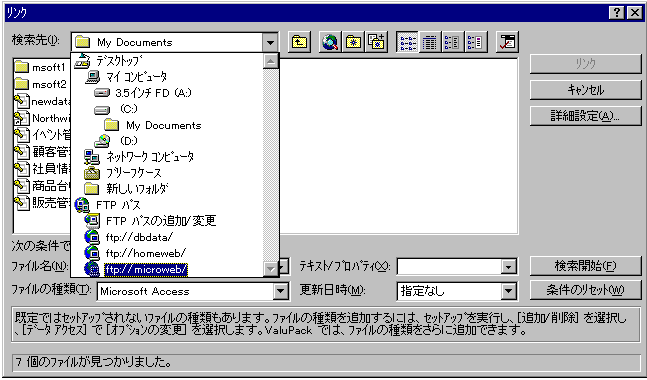 リンク
検索先(I):
My Documents
msoft1
msoft2
newdata
Northwi
イベント管
顧客管
社員情
商品台
販売管
デスクトップ
マイ コンピュータ
3.5インチ FD (A:)
(C:)
My Documents
(D:)
ネットワーク コンピュータ
ブリーフケース
新しいフォルダ
FTP パス
FTP パスの追加/変更
ftp://dbdata/
ftp://homeweb/
ftp://microweb/
リンク
キャンセル
詳細設定(A)...
次の条件で
ファイル名(N):
テキスト/プロパティ(X):
検索開始(F)
ファイルの種類(T):
Microsoft Access
更新日時(M):
指定なし
条件のリセット(W)
既定ではセットアップされないファイルの種類もあります。ファイルの種類を追加するには、セットアップを実行し、[追加/削除] を選択し
、[データ アクセス] で [オプションの変更] を選択します。ValuPack では、ファイルの種類をさらに追加できます。
7 個のファイルが見つかりました。